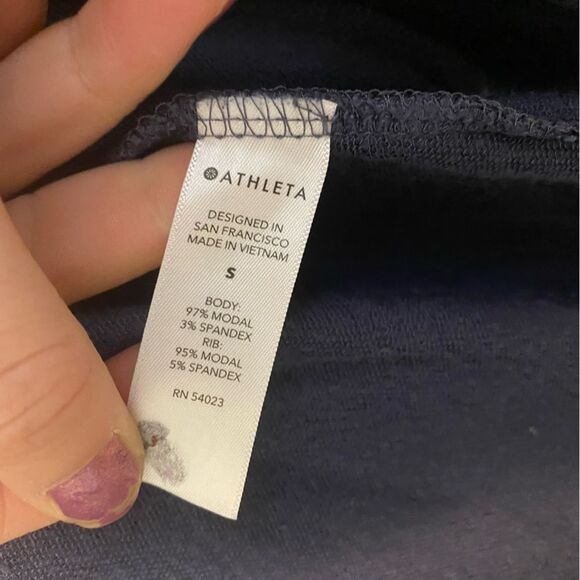 ATHLETA
DESIGNED IN
SAN FRANCISCO
MADE IN VIETNAM
S
BODY:
97% MODAL
3% SPANDEX
RIB:
95% MODAL
5% SPANDEX
RN 54023